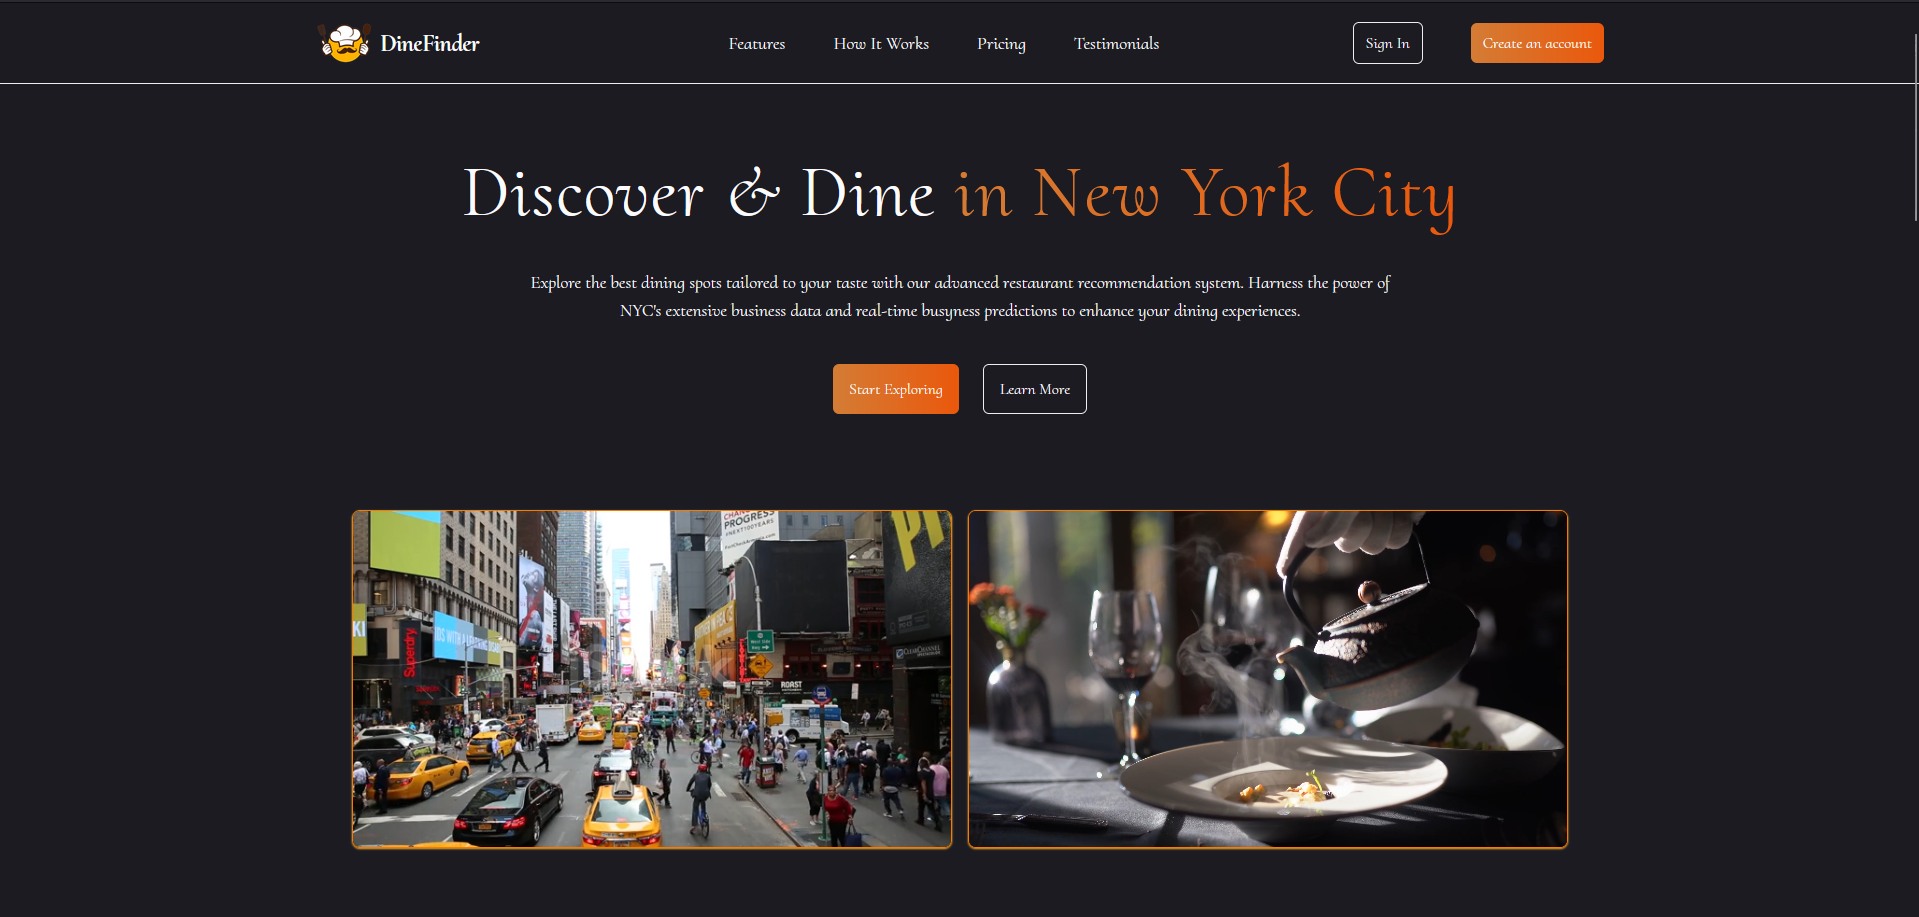 DineFinder
Features
How It Works
Pricing
Testimonials
Sign In
Create an account
Discover & Dine in New York City
Explore the best dining spots tailored to your taste with our advanced restaurant recommendation system. Harness the power of
NYC's extensive business data and real-time busyness predictions to enhance your dining experiences.
Start Exploring
Learn More
PROGRESS
KI
Superdry
ROAST
CLEARCHANNEL